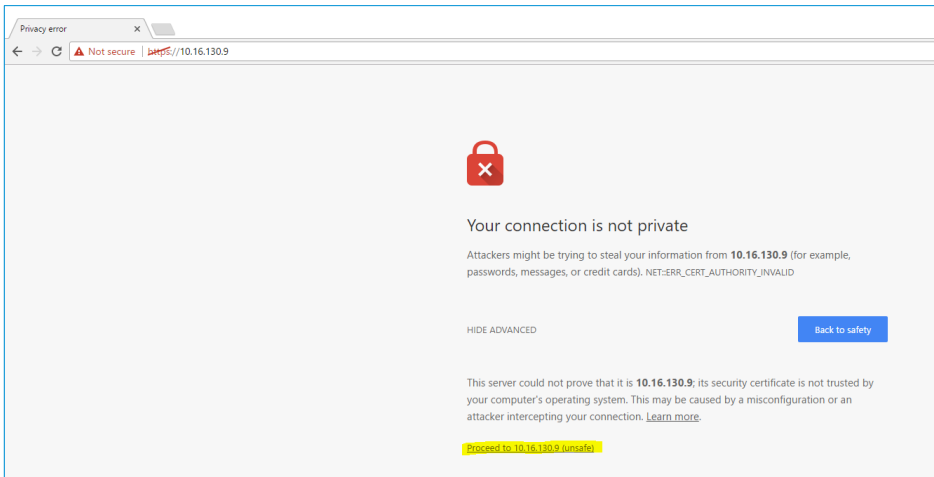 Privacy error
Not secure | https://10.16.130.9
Your connection is not private
Attackers might be trying to steal your information from 10.16.130.9 (for example,
passwords, messages, or credit cards). NET::ERR_CERT_AUTHORITY_INVALID
HIDE ADVANCED
Back to safety
This server could not prove that it is 10.16.130.9; its security certificate is not trusted by
your computer's operating system. This may be caused by a misconfiguration or an
attacker intercepting your connection. Learn more.
Proceed to 10.16.130.9 (unsafe)